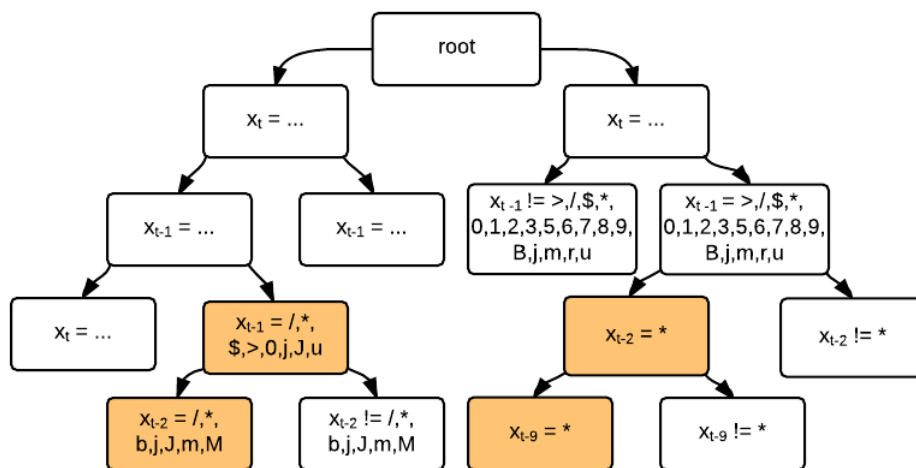 root
xt = ...
xt = ...
xt-1 = ...
xt-1 = ...
xt -1 != >,/,$,*,
0,1,2,3,5,6,7,8,9,
B,j,m,r,u
xt -1 = >,/,$,*,
0,1,2,3,5,6,7,8,9,
B,j,m,r,u
xt = ...
xt-1 = /,*,
$,>,0,j,J,u
xt-2 = *
xt-2 != *
xt-2 = /,*,
b,j,J,m,M
xt-2 != /,*,
b,j,J,m,M
xt-9 = *
xt-9 != *